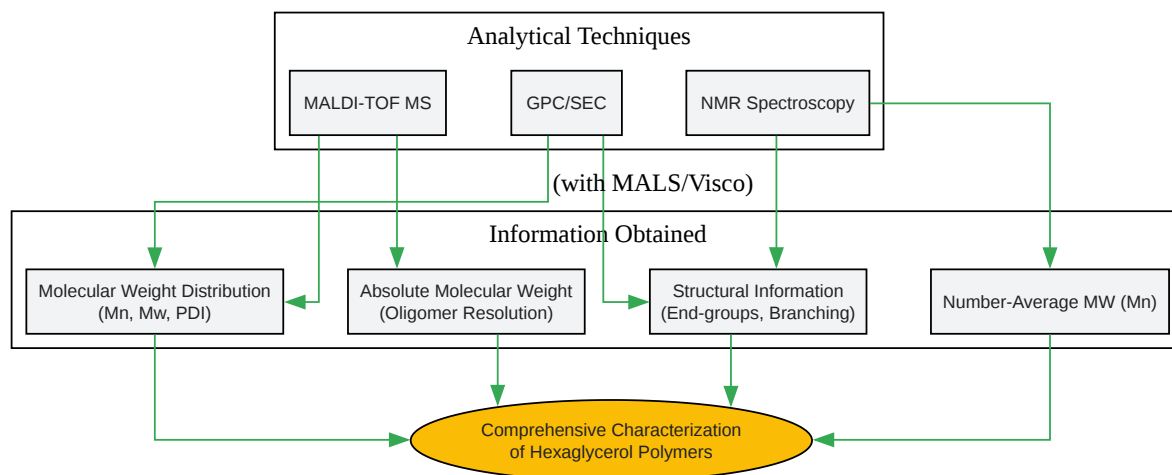 Analytical Techniques
MALDI-TOF MS
GPC/SEC
NMR Spectroscopy
(with MALS/Visco)
Information Obtained
Molecular Weight Distribution
(Mn, Mw, PDI)
Absolute Molecular Weight
(Oligomer Resolution)
Structural Information
(End-groups, Branching)
Number-Average MW (Mn)
Comprehensive Characterization
of Hexaglycerol Polymers